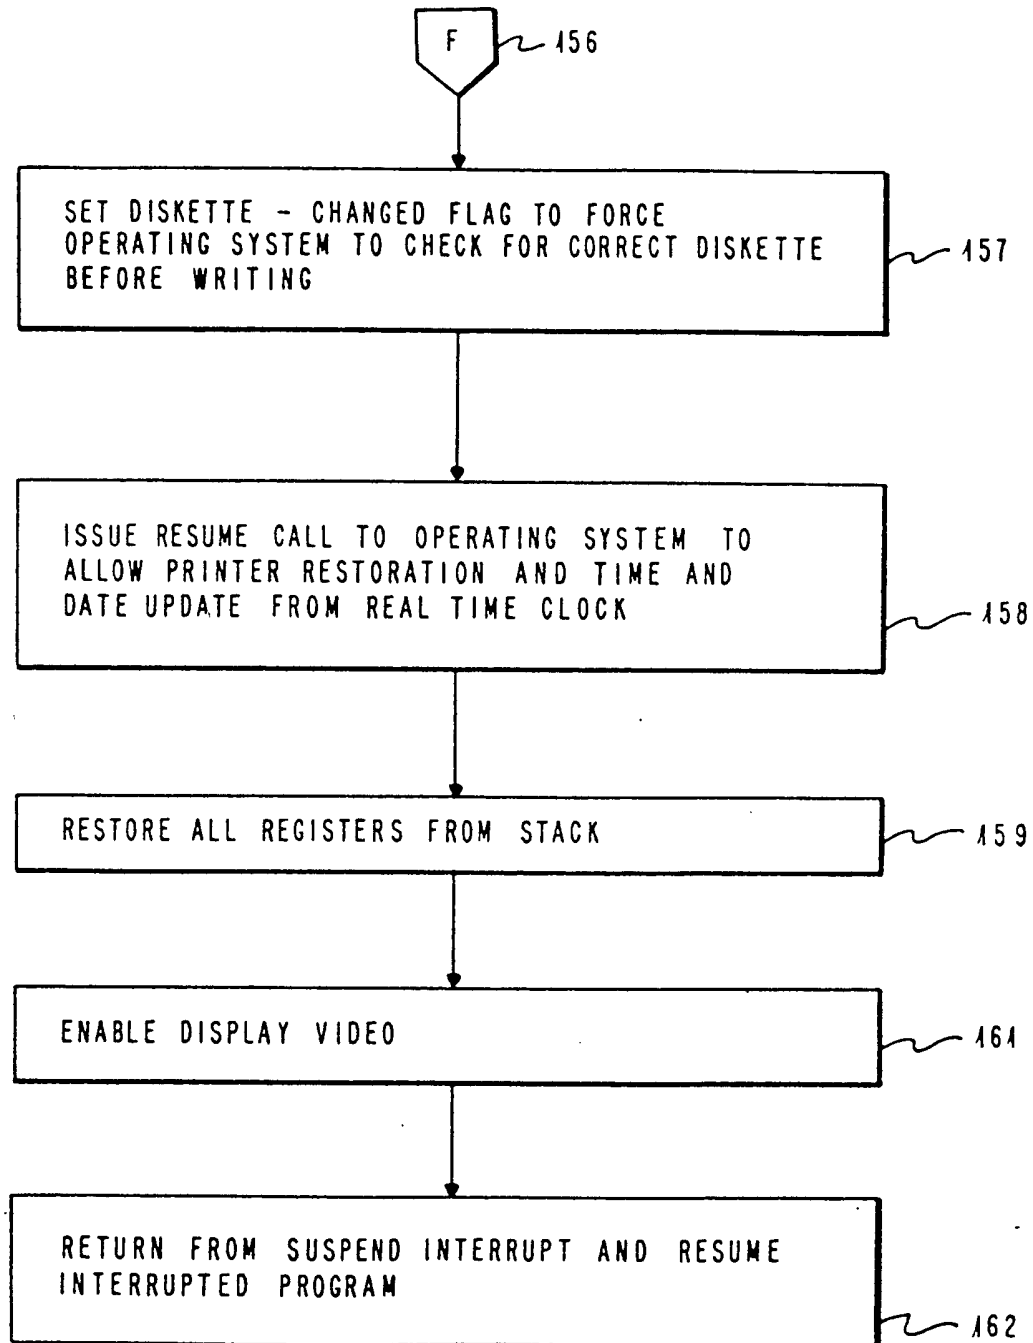 F
156
SET DISKETTE - CHANGED FLAG TO FORCE
OPERATING SYSTEM TO CHECK FOR CORRECT DISKETTE
BEFORE WRITING
157
ISSUE RESUME CALL TO OPERATING SYSTEM TO
ALLOW PRINTER RESTORATION AND TIME AND
DATE UPDATE FROM REAL TIME CLOCK
158
RESTORE ALL REGISTERS FROM STACK
159
ENABLE DISPLAY VIDEO
161
RETURN FROM SUSPEND INTERRUPT AND RESUME
INTERRUPTED PROGRAM
162